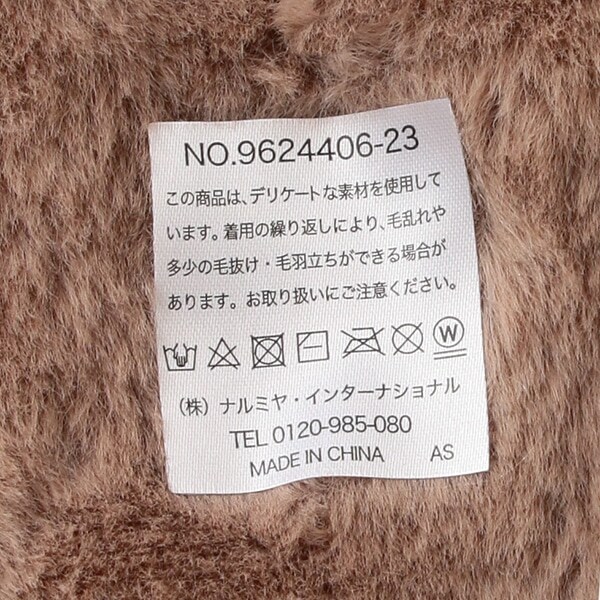 NO.9624406-23
この商品は、デリケートな素材を使用して
います。着用の繰り返しにより、毛乱れや
多少の毛抜け・毛羽立ちができる場合が
あります。お取り扱いにご注意ください。
W
（株）ナルミヤ・インターナショナル
TEL 0120-985-080
MADE IN CHINA AS